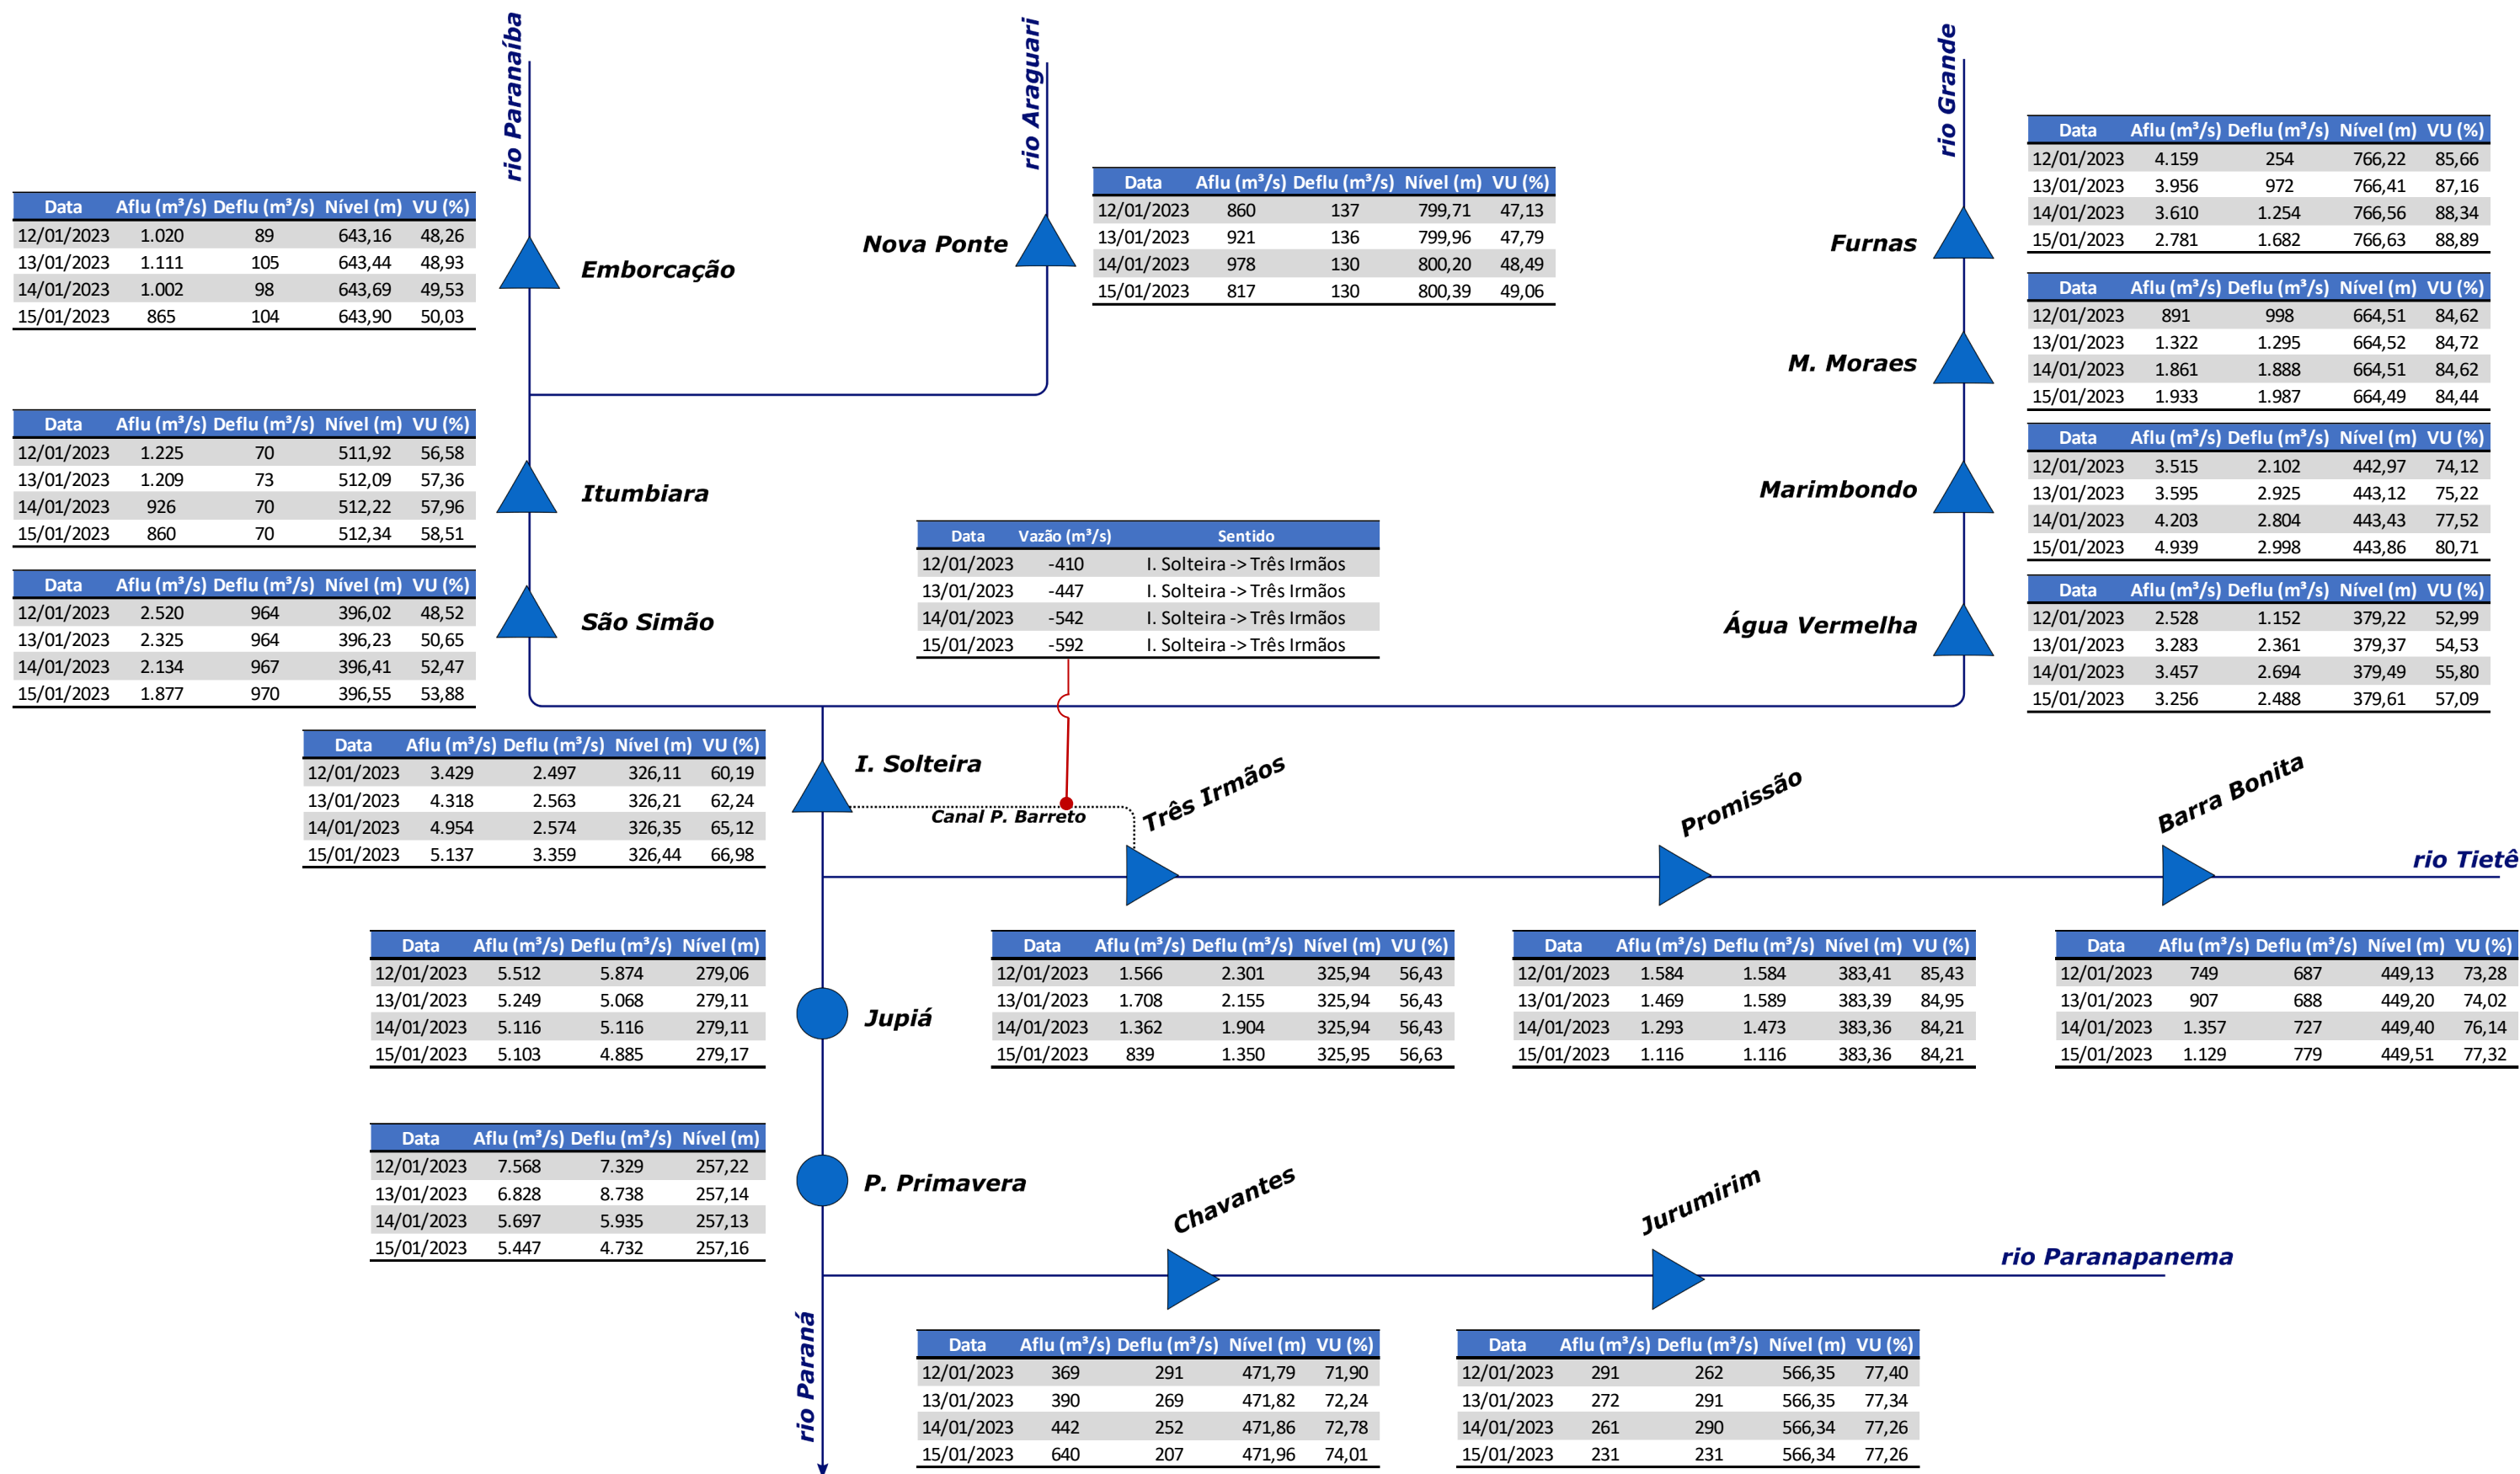 rio Paranaíba
rio Araguari
rio Grande
Data Aflu (m³/s) Deflu (m³/s) Nível (m) VU (%)
12/01/2023 4.159 254 766,22 85,66
13/01/2023 3.956 972 766,41 87,16
14/01/2023 3.610 1.254 766,56 88,34
15/01/2023 2.781 1.682 766,63 88,89
Furnas
Data Aflu (m³/s) Deflu (m³/s) Nível (m) VU (%)
12/01/2023 860 137 799,71 47,13
13/01/2023 921 136 799,96 47,79
14/01/2023 978 130 800,20 48,49
15/01/2023 817 130 800,39 49,06
Nova Ponte
Data Aflu (m³/s) Deflu (m³/s) Nível (m) VU (%)
12/01/2023 1.020 89 643,16 48,26
13/01/2023 1.111 105 643,44 48,93
14/01/2023 1.002 98 643,69 49,53
15/01/2023 865 104 643,90 50,03
Emborcação
Data Aflu (m³/s) Deflu (m³/s) Nível (m) VU (%)
12/01/2023 891 998 664,51 84,62
13/01/2023 1.322 1.295 664,52 84,72
14/01/2023 1.861 1.888 664,51 84,62
15/01/2023 1.933 1.987 664,49 84,44
M. Moraes
Data Aflu (m³/s) Deflu (m³/s) Nível (m) VU (%)
12/01/2023 1.225 70 511,92 56,58
13/01/2023 1.209 73 512,09 57,36
14/01/2023 926 70 512,22 57,96
15/01/2023 860 70 512,34 58,51
Itumbiara
Data Aflu (m³/s) Deflu (m³/s) Nível (m) VU (%)
12/01/2023 3.515 2.102 442,97 74,12
13/01/2023 3.595 2.925 443,12 75,22
14/01/2023 4.203 2.804 443,43 77,52
15/01/2023 4.939 2.998 443,86 80,71
Marimbondo
Data Vazão (m³/s) Sentido
12/01/2023 -410 I. Solteira -> Três Irmãos
13/01/2023 -447 I. Solteira -> Três Irmãos
14/01/2023 -542 I. Solteira -> Três Irmãos
15/01/2023 -592 I. Solteira -> Três Irmãos
Data Aflu (m³/s) Deflu (m³/s) Nível (m) VU (%)
12/01/2023 2.520 964 396,02 48,52
13/01/2023 2.325 964 396,23 50,65
14/01/2023 2.134 967 396,41 52,47
15/01/2023 1.877 970 396,55 53,88
São Simão
Data Aflu (m³/s) Deflu (m³/s) Nível (m) VU (%)
12/01/2023 2.528 1.152 379,22 52,99
13/01/2023 3.283 2.361 379,37 54,53
14/01/2023 3.457 2.694 379,49 55,80
15/01/2023 3.256 2.488 379,61 57,09
Água Vermelha
Data Aflu (m³/s) Deflu (m³/s) Nível (m) VU (%)
12/01/2023 3.429 2.497 326,11 60,19
13/01/2023 4.318 2.563 326,21 62,24
14/01/2023 4.954 2.574 326,35 65,12
15/01/2023 5.137 3.359 326,44 66,98
I. Solteira
Canal P. Barreto
Três Irmãos
Promissão
Barra Bonita
rio Tietê
Data Aflu (m³/s) Deflu (m³/s) Nível (m)
12/01/2023 5.512 5.874 279,06
13/01/2023 5.249 5.068 279,11
14/01/2023 5.116 5.116 279,11
15/01/2023 5.103 4.885 279,17
Jupiá
Data Aflu (m³/s) Deflu (m³/s) Nível (m) VU (%)
12/01/2023 1.566 2.301 325,94 56,43
13/01/2023 1.708 2.155 325,94 56,43
14/01/2023 1.362 1.904 325,94 56,43
15/01/2023 839 1.350 325,95 56,63
Data Aflu (m³/s) Deflu (m³/s) Nível (m) VU (%)
12/01/2023 1.584 1.584 383,41 85,43
13/01/2023 1.469 1.589 383,39 84,95
14/01/2023 1.293 1.473 383,36 84,21
15/01/2023 1.116 1.116 383,36 84,21
Data Aflu (m³/s) Deflu (m³/s) Nível (m) VU (%)
12/01/2023 749 687 449,13 73,28
13/01/2023 907 688 449,20 74,02
14/01/2023 1.357 727 449,40 76,14
15/01/2023 1.129 779 449,51 77,32
Data Aflu (m³/s) Deflu (m³/s) Nível (m)
12/01/2023 7.568 7.329 257,22
13/01/2023 6.828 8.738 257,14
14/01/2023 5.697 5.935 257,13
15/01/2023 5.447 4.732 257,16
P. Primavera
Chavantes
Jurumirim
rio Paranapanema
rio Paraná
Data Aflu (m³/s) Deflu (m³/s) Nível (m) VU (%)
12/01/2023 369 291 471,79 71,90
13/01/2023 390 269 471,82 72,24
14/01/2023 442 252 471,86 72,78
15/01/2023 640 207 471,96 74,01
Data Aflu (m³/s) Deflu (m³/s) Nível (m) VU (%)
12/01/2023 291 262 566,35 77,40
13/01/2023 272 291 566,35 77,34
14/01/2023 261 290 566,34 77,26
15/01/2023 231 231 566,34 77,26